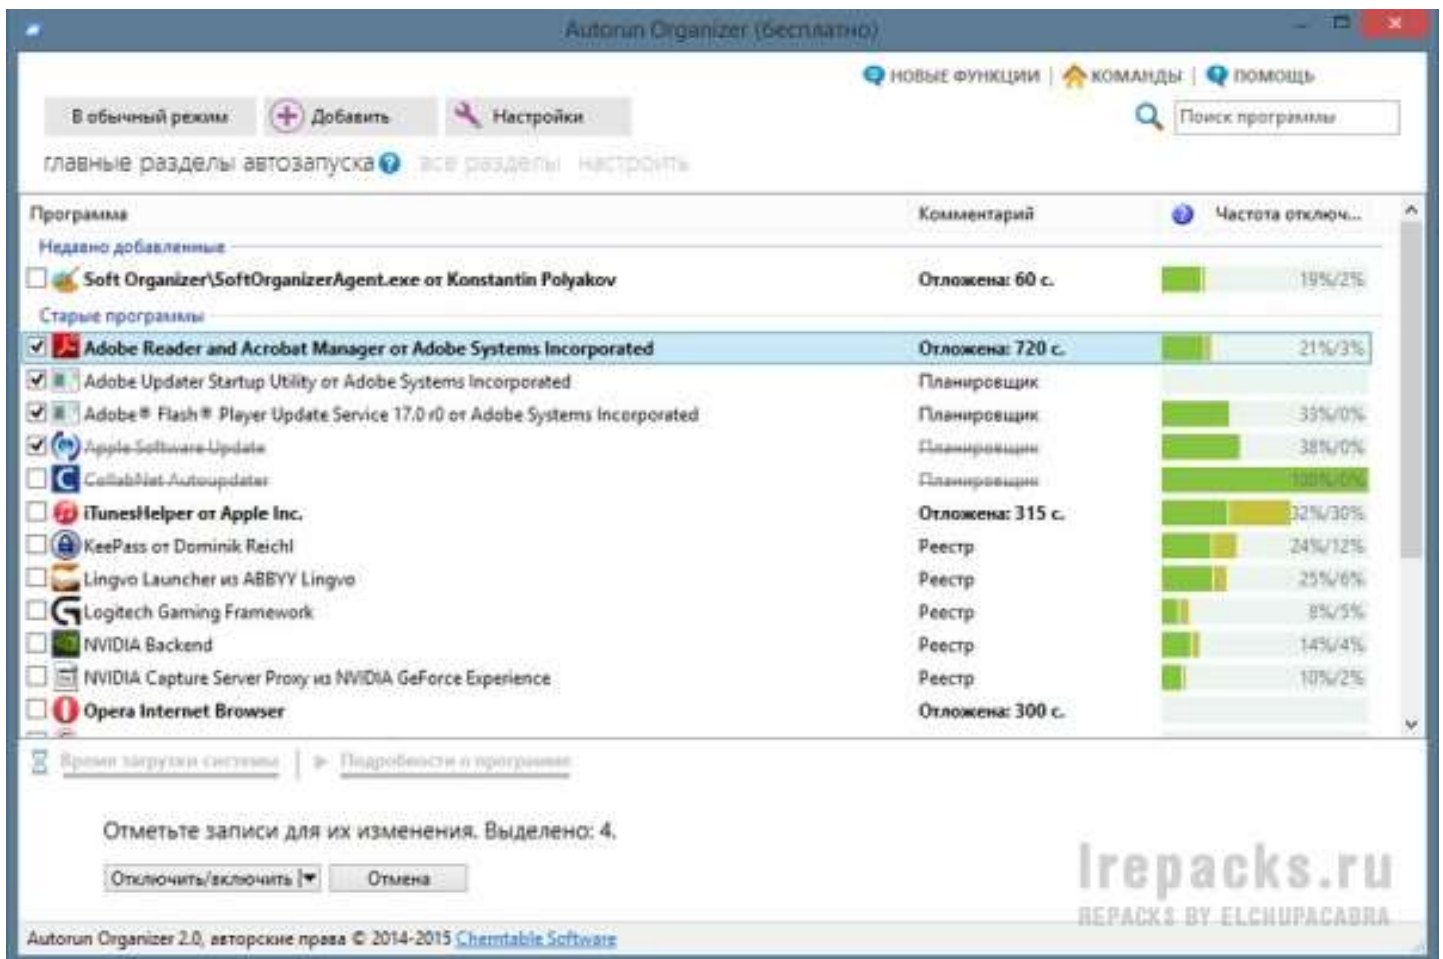 Autorun Organizer (бесплатно)
НОВЫЕ ФУНКЦИИ | КОМАНДЫ | ПОМОЩЬ
В обычный режим Добавить Настройки Поиск программы
главные разделы автозапуска все разделы настроить
Программа Комментарий Частота отключ...
Недавно добавленные
Soft Organizer\SoftOrganizerAgent.exe от Konstantin Polyakov Отложена: 60 с. 19%/2%
Старые программы
Adobe Reader and Acrobat Manager от Adobe Systems Incorporated Отложена: 720 с. 21%/3%
Adobe Updater Startup Utility от Adobe Systems Incorporated Планировщик
Adobe® Flash® Player Update Service 17.0 r0 от Adobe Systems Incorporated Планировщик 33%/0%
Apple Software Update Планировщик 38%/0%
CollabNet Autoupdater Планировщик 100%/0%
iTunesHelper от Apple Inc. Отложена: 315 с. 32%/30%
KeePass от Dominik Reichl Реестр 24%/12%
Lingvo Launcher из ABBYY Lingvo Реестр 25%/6%
Logitech Gaming Framework Реестр 8%/5%
NVIDIA Backend Реестр 14%/4%
NVIDIA Capture Server Proxy из NVIDIA GeForce Experience Реестр 10%/2%
Opera Internet Browser Отложена: 300 с.
Время загрузки системы | Подробности о программе
Отметьте записи для их изменения. Выделено: 4.
Отключить/включить Отмена
lrepacks.ru
REPACKS BY ELCHUPACABRA
Autorun Organizer 2.0, авторские права © 2014-2015 Chemtable Software